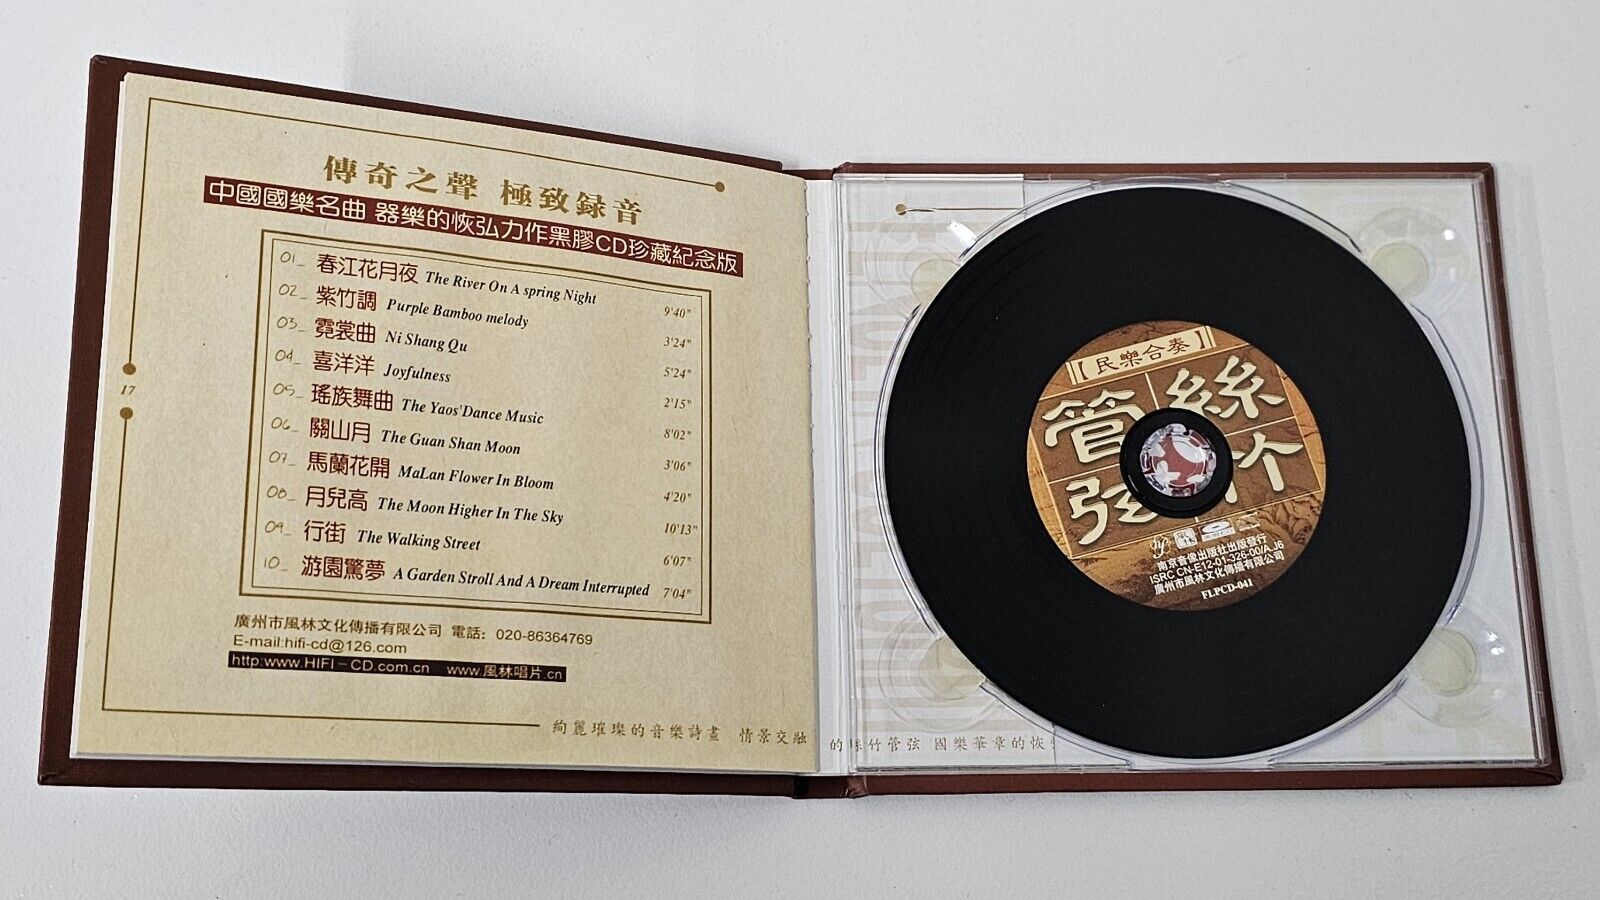 傳奇之聲 極致録音
中國國樂名曲 器樂的恢弘力作黑膠CD珍藏紀念版
01_ 春江花月夜 The River On A spring Night 9'40"
02_ 紫竹調 Purple Bamboo melody 3'24"
03_ 霓裳曲 Ni Shang Qu 5'24"
04_ 喜洋洋 Joyfulness 2'15"
05_ 瑤族舞曲 The Yaos'Dance Music 8'02"
06_ 關山月 The Guan Shan Moon 3'06"
07_ 馬蘭花開 MaLan Flower In Bloom 4'20"
08_ 月兒高 The Moon Higher In The Sky 10'13"
09_ 行街 The Walking Street 6'07"
10_ 游園驚夢 A Garden Stroll And A Dream Interrupted 7'04"
廣州市風林文化傳播有限公司 電話: 020-86364769
E-mail:hifi-cd@126.com
http:www.HIFI-CD.com.cn www.風林唱片.cn
17
絢麗璀璨的音樂詩畫 情景交融
的絲竹管弦 國樂華章的恢
【民樂合奏】
絲竹
管弦
南京音像出版社出版發行
ISRC CN-E12-01-326-00/A.J6
廣州市風林文化傳播有限公司
FLPCD-041